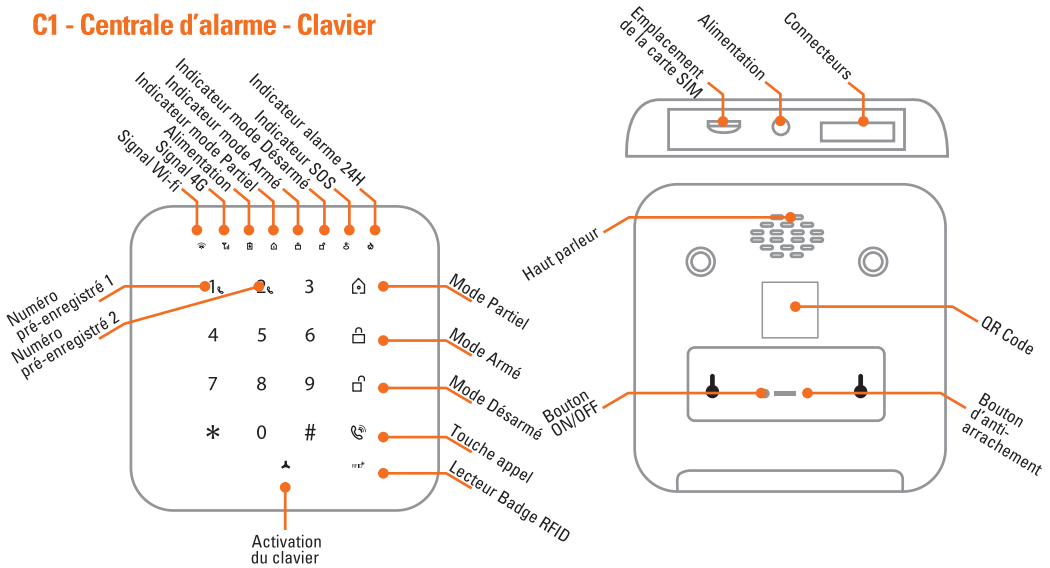 C1 - Centrale d'alarme - Clavier
Signal Wi-fi
Signal 4G
Alimentation
Indicateur mode Partiel
Indicateur mode Armé
Indicateur mode Désarmé
Indicateur SOS
Indicateur alarme 24H
Numéro
pré-enregistré 1
Numéro
pré-enregistré 2
1 2 3
4 5 6
7 8 9
* 0 #
RFID
Mode Partiel
Mode Armé
Mode Désarmé
Touche appel
Lecteur Badge RFID
Activation
du clavier
Emplacement
de la carte SIM
Alimentation
Connecteurs
Haut parleur
QR Code
Bouton
ON/OFF
Bouton
d'anti-
arrachement